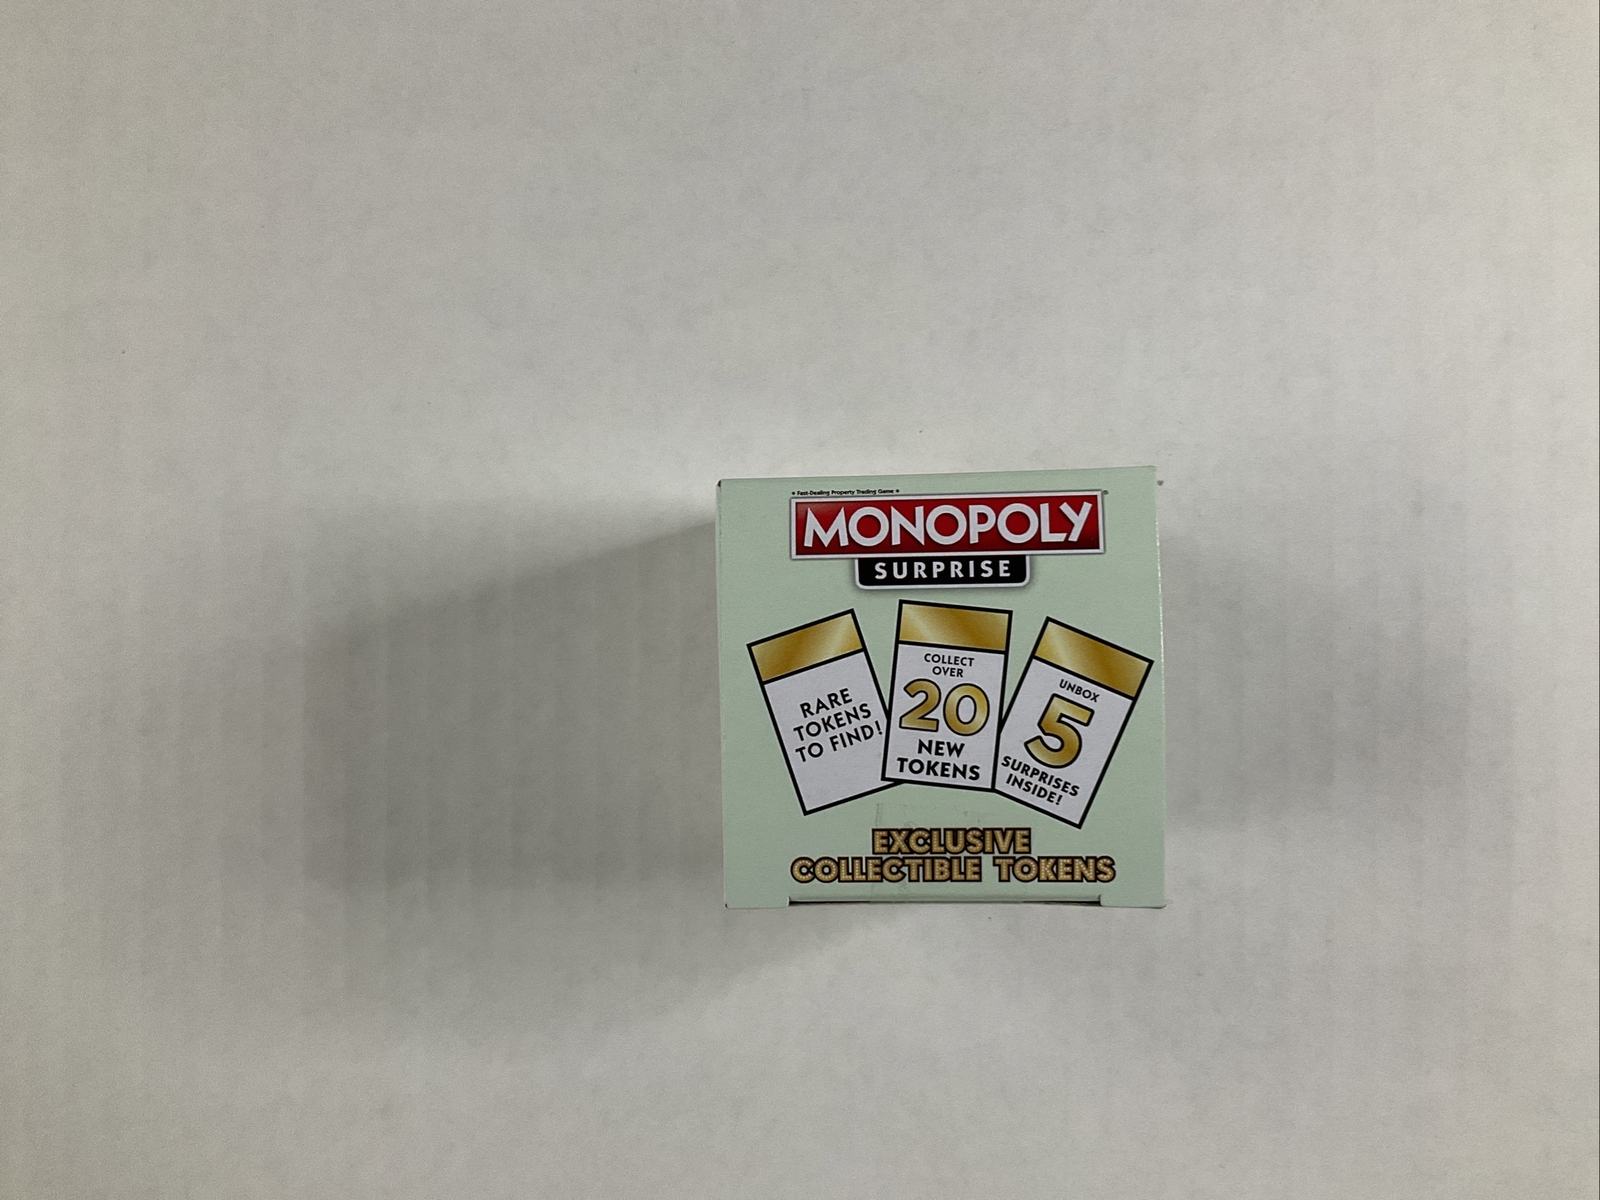 Fast-Dealing Property Trading Game
MONOPOLY®
SURPRISE
RARE
TOKENS
TO FIND!
COLLECT
OVER
20
NEW
TOKENS
UNBOX
5
SURPRISES
INSIDE!
EXCLUSIVE
COLLECTIBLE TOKENS